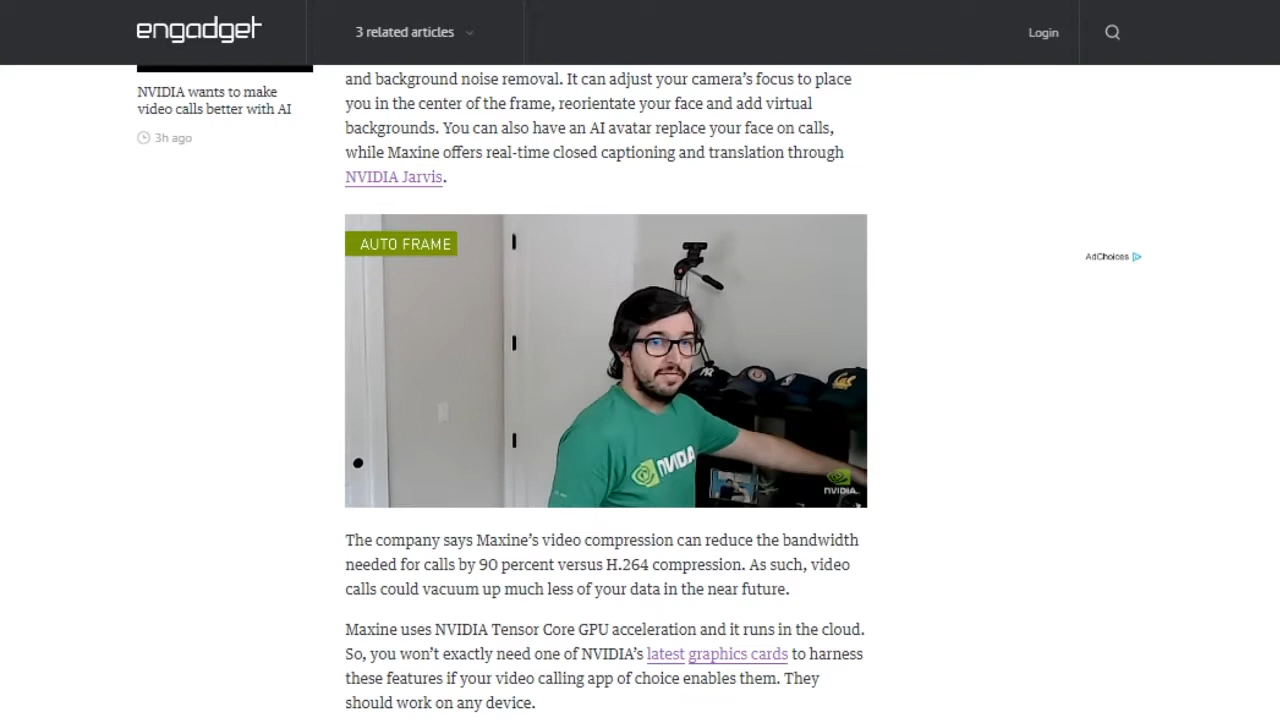 engadget
3 related articles
Login
NVIDIA wants to make
video calls better with AI
3h ago
and background noise removal. It can adjust your camera’s focus to place
you in the center of the frame, reorientate your face and add virtual
backgrounds. You can also have an AI avatar replace your face on calls,
while Maxine offers real-time closed captioning and translation through
NVIDIA Jarvis.
AUTO FRAME
NVIDIA
NVIDIA
AdChoices
The company says Maxine’s video compression can reduce the bandwidth
needed for calls by 90 percent versus H.264 compression. As such, video
calls could vacuum up much less of your data in the near future.
Maxine uses NVIDIA Tensor Core GPU acceleration and it runs in the cloud.
So, you won’t exactly need one of NVIDIA’s latest graphics cards to harness
these features if your video calling app of choice enables them. They
should work on any device.